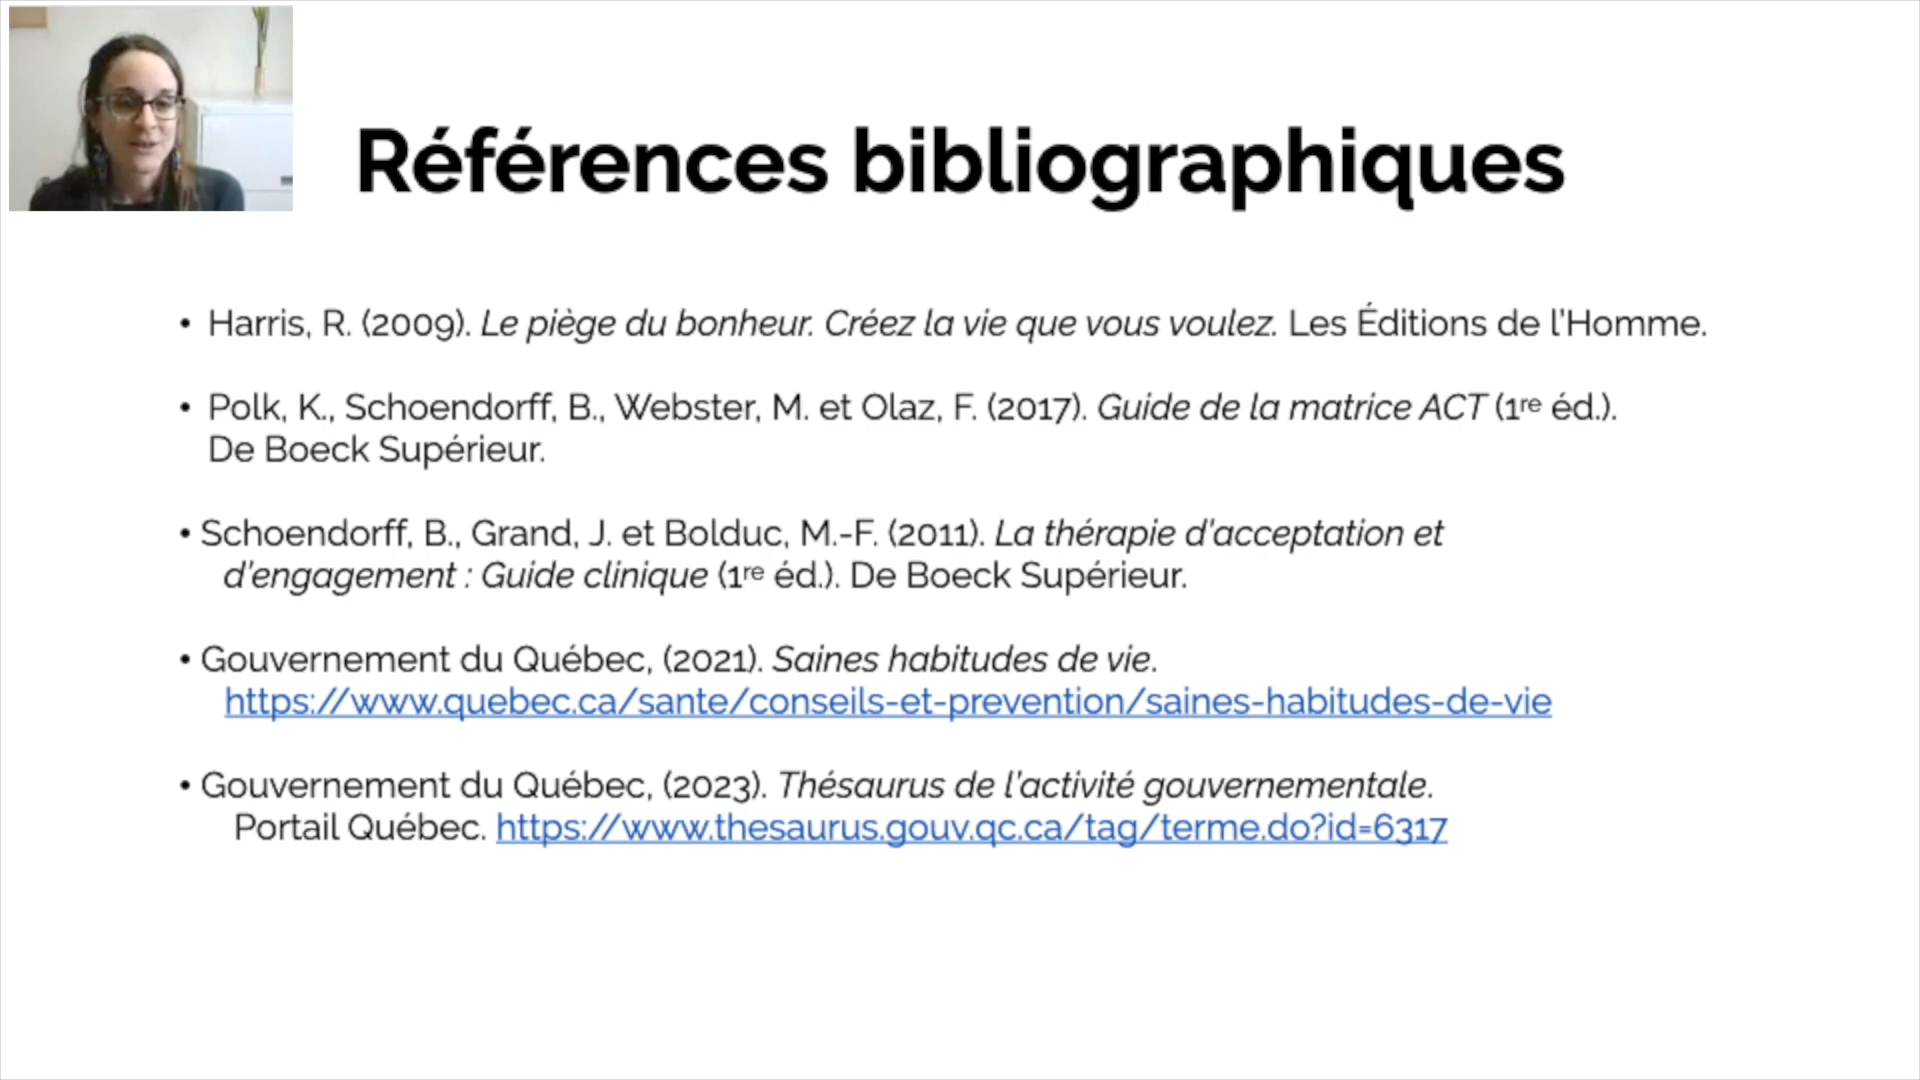 Références bibliographiques
• Harris, R. (2009). Le piège du bonheur. Créez la vie que vous voulez. Les Éditions de l'Homme.
• Polk, K., Schoendorff, B., Webster, M. et Olaz, F. (2017). Guide de la matrice ACT (1re éd.).
De Boeck Supérieur.
• Schoendorff, B., Grand, J. et Bolduc, M.-F. (2011). La thérapie d'acceptation et
d'engagement : Guide clinique (1re éd.). De Boeck Supérieur.
• Gouvernement du Québec, (2021). Saines habitudes de vie.
https://www.quebec.ca/sante/conseils-et-prevention/saines-habitudes-de-vie
• Gouvernement du Québec, (2023). Thésaurus de l'activité gouvernementale.
Portail Québec. https://www.thesaurus.gouv.qc.ca/tag/terme.do?id=6317